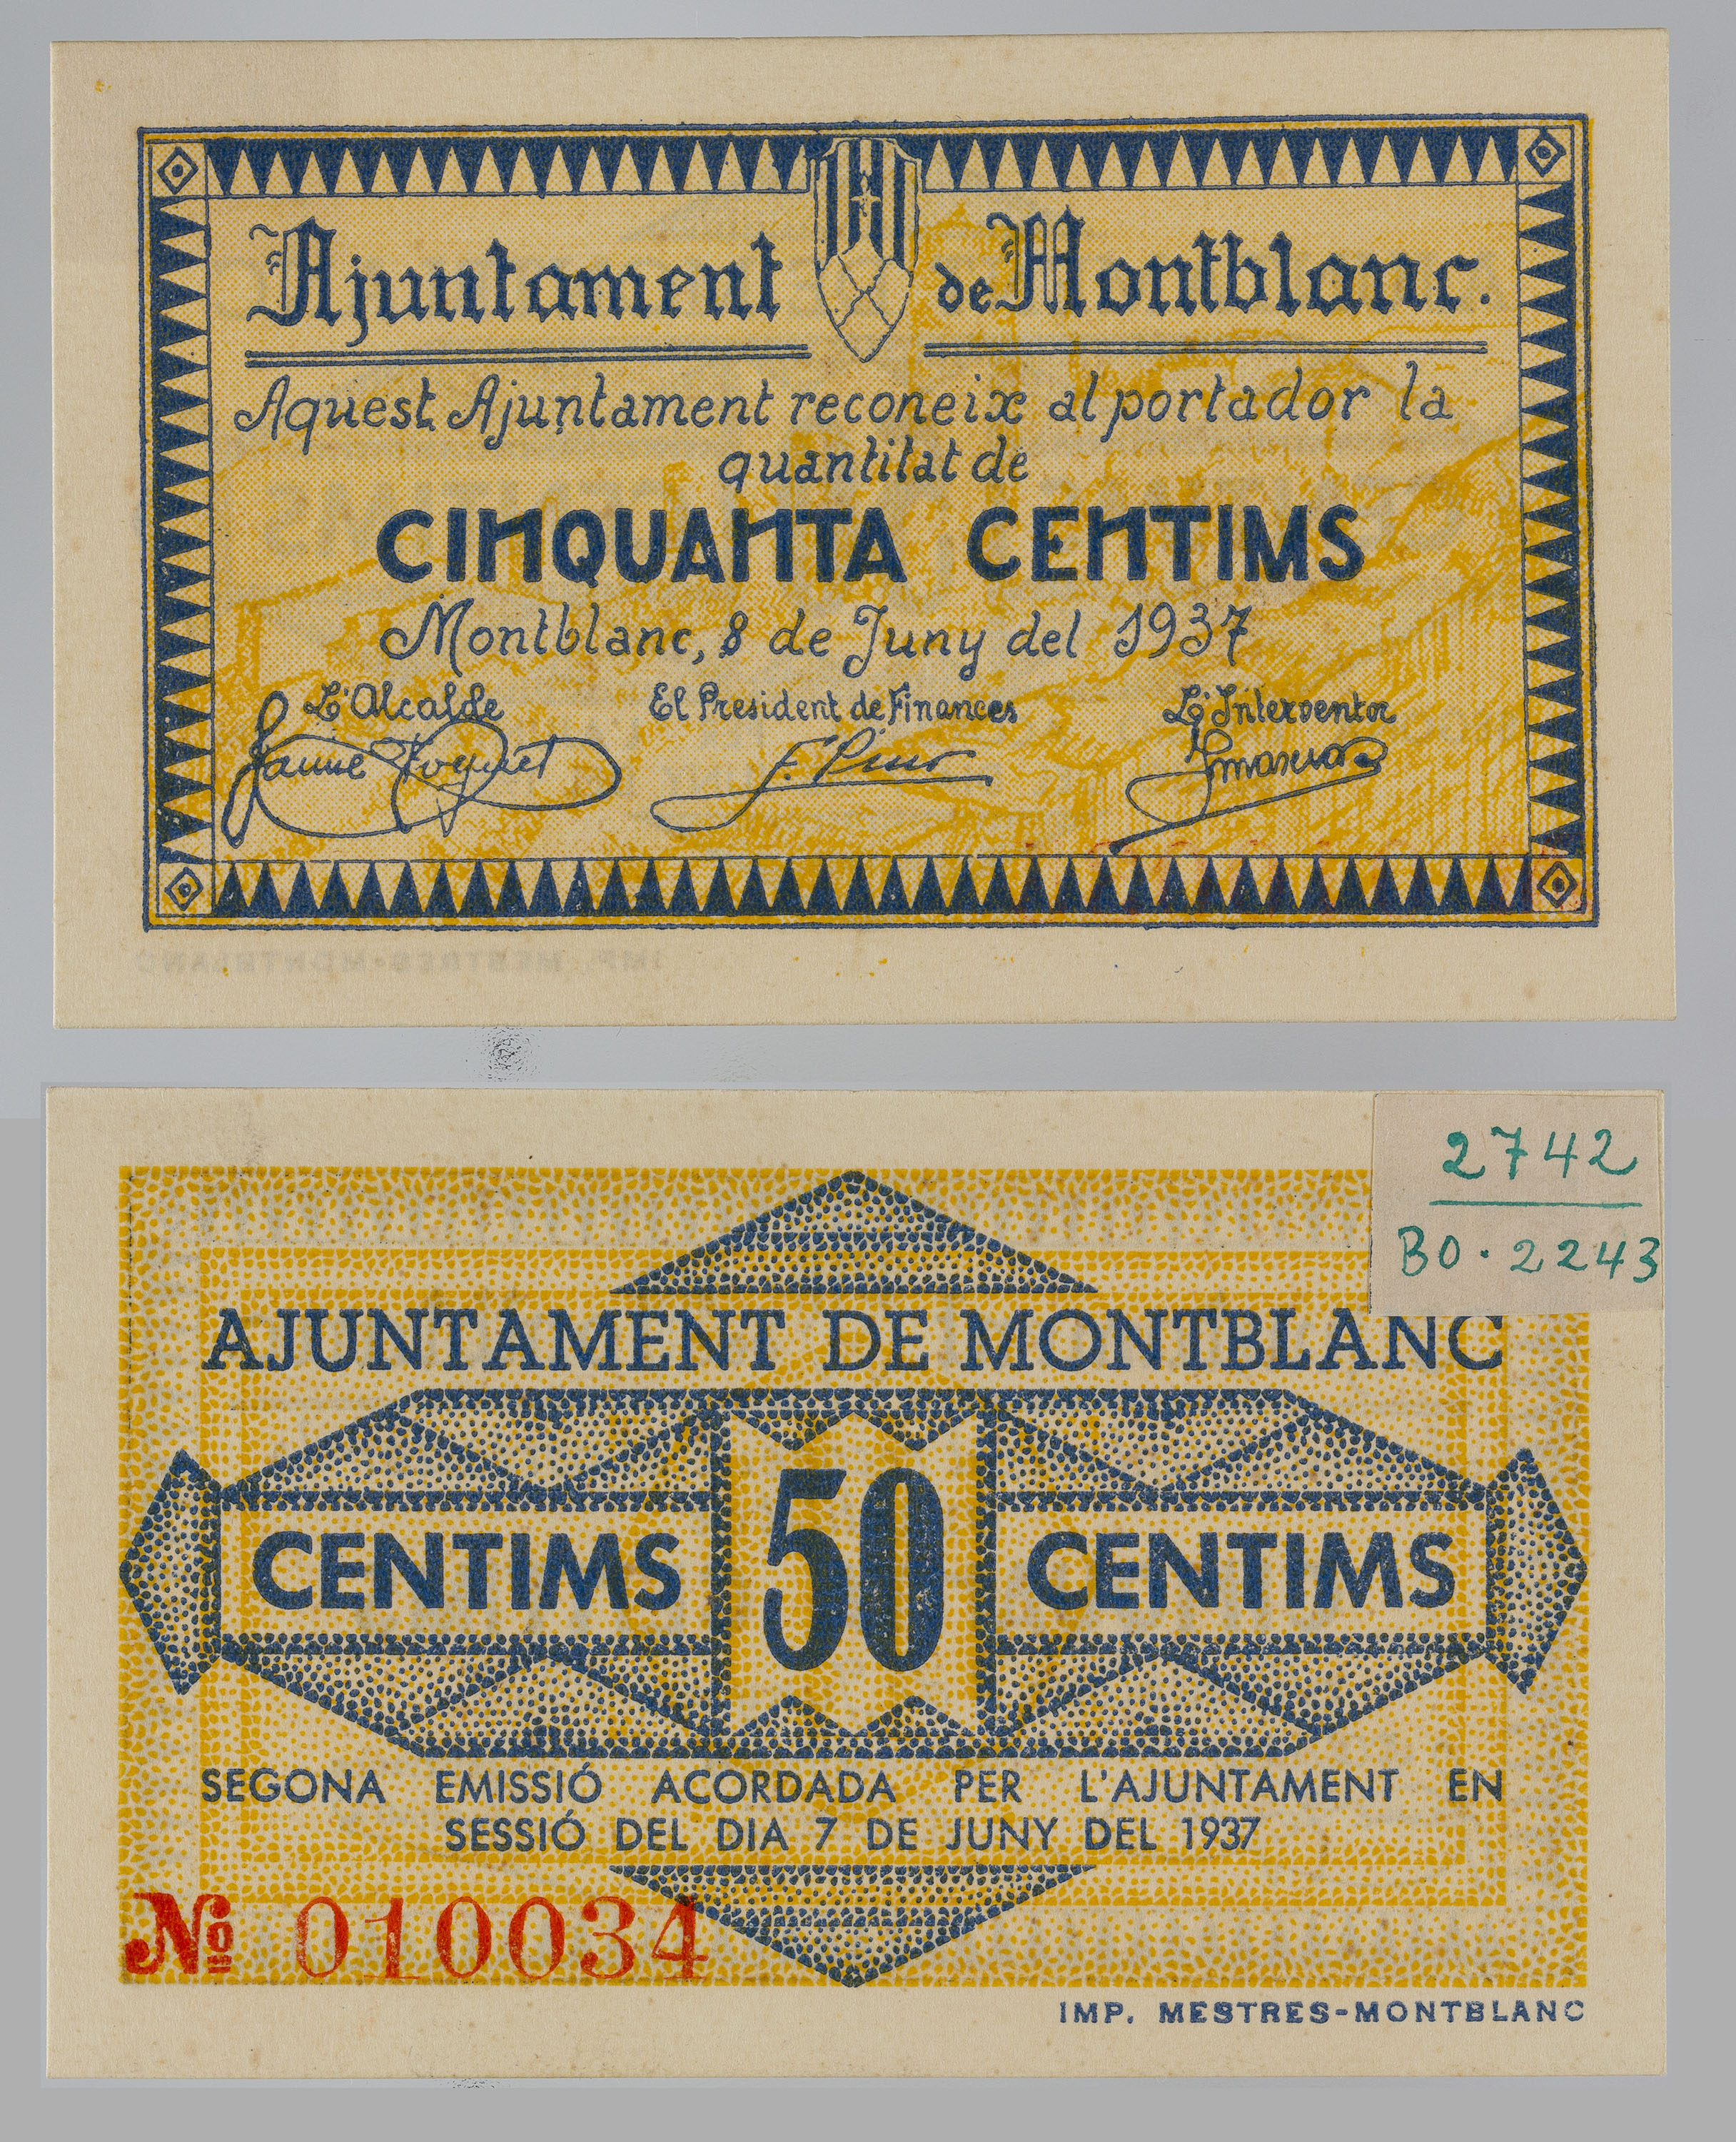 Ajuntament de Montblanc.
Aquest Ajuntament reconeix al portador la
quantitat de
CINQUANTA CENTIMS
Montblanc, 8 de Juny del 1937
L'Alcalde El President de Finances L'Interventor
Jaume
2742
BO·2243
AJUNTAMENT DE MONTBLANC
CENTIMS 50 CENTIMS
SEGONA EMISSIÓ ACORDADA PER L'AJUNTAMENT EN
SESSIÓ DEL DIA 7 DE JUNY DEL 1937
Nº 010034
IMP. MESTRES-MONTBLANC